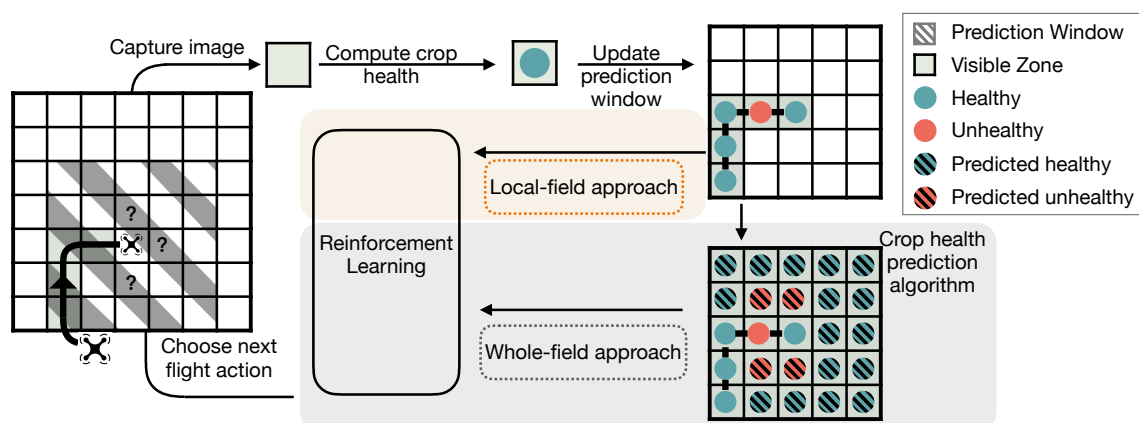 Capture image
Compute crop
health
Update
prediction
window
Prediction Window
Visible Zone
Healthy
Unhealthy
Predicted healthy
Predicted unhealthy
?
?
?
Local-field approach
Reinforcement
Learning
Crop health
prediction
algorithm
Whole-field approach
Choose next
flight action